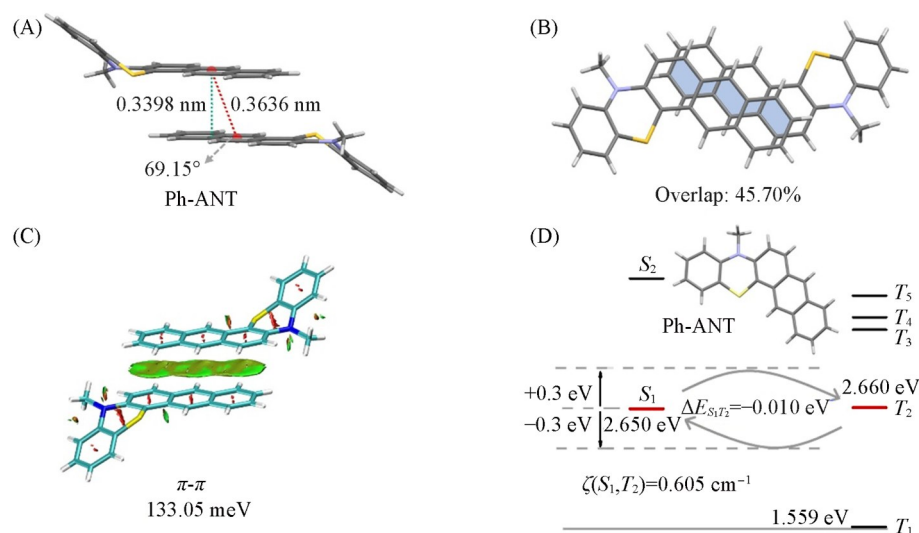 (A)
0.3398 nm
0.3636 nm
69.15°
Ph-ANT
(B)
Overlap: 45.70%
(C)
π-π
133.05 meV
(D)
S₂
Ph-ANT
T₅
T₄
T₃
+0.3 eV
S₁
ΔE_{S₁T₂}=−0.010 eV
2.660 eV
T₂
−0.3 eV
2.650 eV
ζ(S₁,T₂)=0.605 cm⁻¹
1.559 eV
T₁